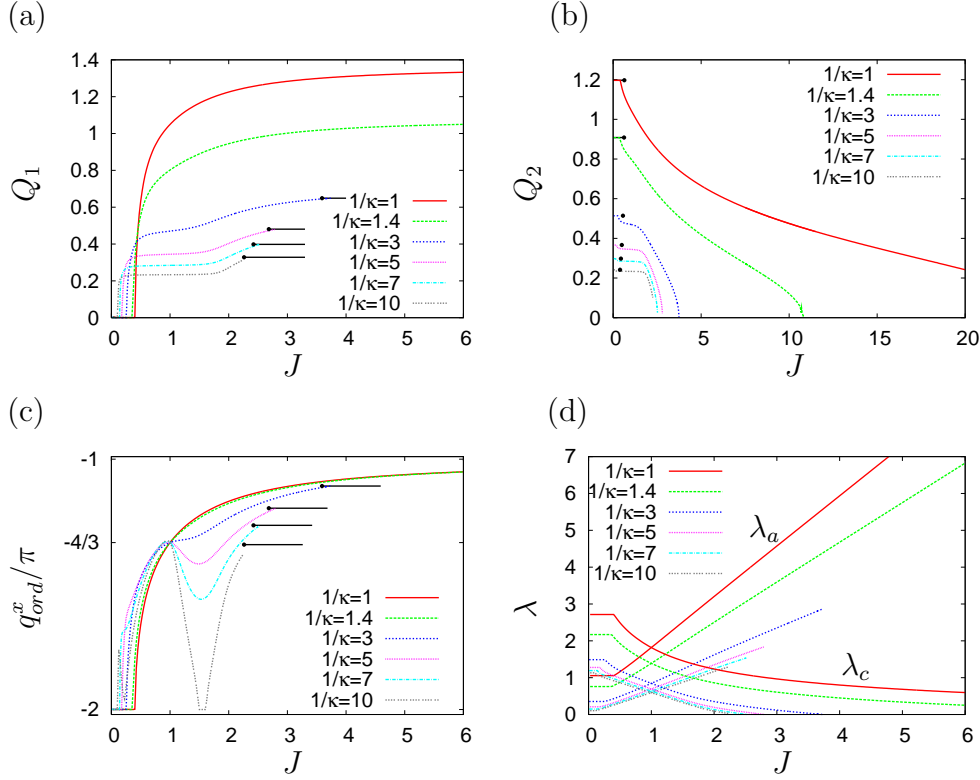 (a)
Q1
1.4
1.2
1
0.8
0.6
0.4
0.2
0
1/κ=1
1/κ=1.4
1/κ=3
1/κ=5
1/κ=7
1/κ=10
0 1 2 3 4 5 6
J
(b)
Q2
1.2
1
0.8
0.6
0.4
0.2
0
1/κ=1
1/κ=1.4
1/κ=3
1/κ=5
1/κ=7
1/κ=10
0 5 10 15 20
J
(c)
q^x_ord/π
-1
-4/3
-2
1/κ=1
1/κ=1.4
1/κ=3
1/κ=5
1/κ=7
1/κ=10
0 1 2 3 4 5 6
J
(d)
λ
7
6
5
4
3
2
1
0
1/κ=1
1/κ=1.4
1/κ=3
1/κ=5
1/κ=7
1/κ=10
λa
λc
0 1 2 3 4 5 6
J